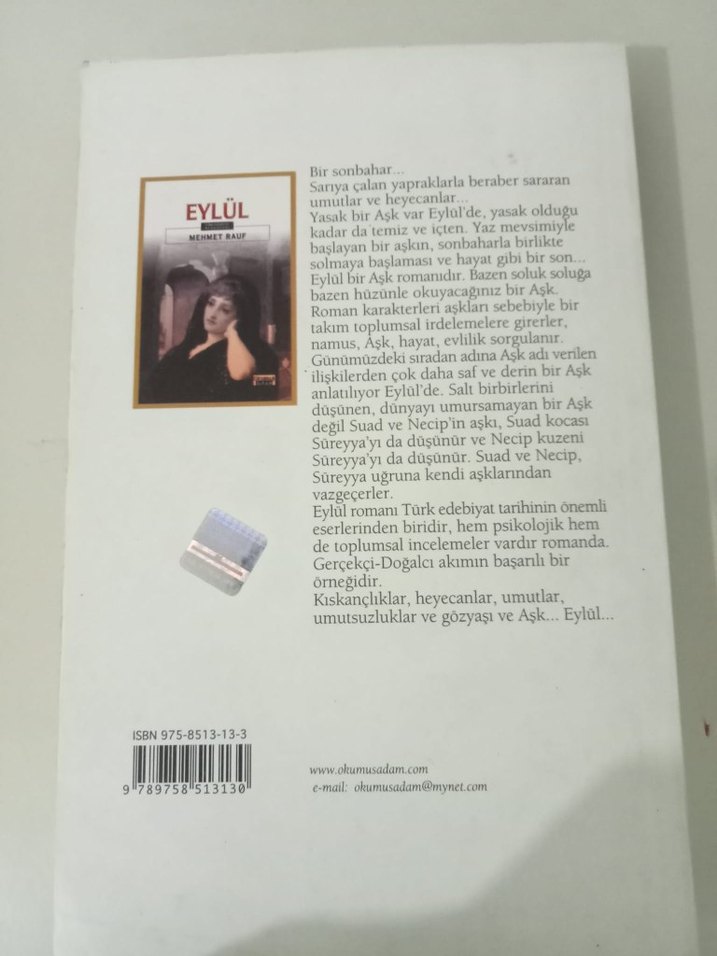 EYLÜL
MEHMET RAUF
Bir sonbahar...
Sarıya çalan yapraklarla beraber sararan
umutlar ve heyecanlar...
Yasak bir Aşk var Eylül'de, yasak olduğu
kadar da temiz ve içten. Yaz mevsimiyle
başlayan bir aşkın, sonbaharla birlikte
solmaya başlaması ve hayat gibi bir son...
Eylül bir Aşk romanıdır. Bazen soluk soluğa
bazen hüzünle okuyacağınız bir Aşk.
Roman karakterleri aşkları sebebiyle bir
takım toplumsal irdelemelere girerler,
namus, Aşk, hayat, evlilik sorgulanır.
Günümüzdeki sıradan adına Aşk adı verilen
ilişkilerden çok daha saf ve derin bir Aşk
anlatılıyor Eylül'de. Salt birbirlerini
düşünen, dünyayı umursamayan bir Aşk
değil Suad ve Necip'in aşkı, Suad kocası
Süreyya'yı da düşünür ve Necip kuzeni
Süreyya'yı da düşünür. Suad ve Necip,
Süreyya uğruna kendi aşklarından
vazgeçerler.
Eylül romanı Türk edebiyat tarihinin önemli
eserlerinden biridir, hem psikolojik hem
de toplumsal incelemeler vardır romanda.
Gerçekçi-Doğalcı akımın başarılı bir
örneğidir.
Kıskançlıklar, heyecanlar, umutlar,
umutsuzluklar ve gözyaşı ve Aşk... Eylül...
ISBN 975-8513-13-3
9 789758 513130
www.okumusadam.com
e-mail: okumusadam@mynet.com